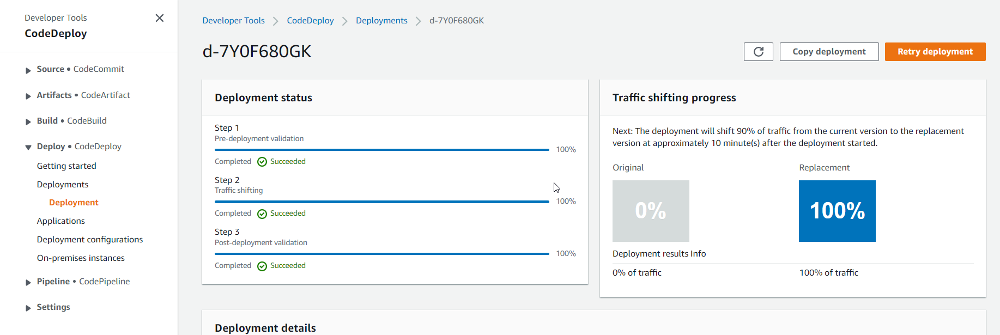 Developer Tools
CodeDeploy
Source • CodeCommit
Artifacts • CodeArtifact
Build • CodeBuild
Deploy • CodeDeploy
Getting started
Deployments
Deployment
Applications
Deployment configurations
On-premises instances
Pipeline • CodePipeline
Settings
Developer Tools > CodeDeploy > Deployments > d-7Y0F680GK
d-7Y0F680GK
Copy deployment
Retry deployment
Deployment status
Step 1
Pre-deployment validation
100%
Completed Succeeded
Step 2
Traffic shifting
100%
Completed Succeeded
Step 3
Post-deployment validation
100%
Completed Succeeded
Traffic shifting progress
Next: The deployment will shift 90% of traffic from the current version to the replacement
version at approximately 10 minute(s) after the deployment started.
Original Replacement
0% 100%
Deployment results Info
0% of traffic 100% of traffic
Deployment details